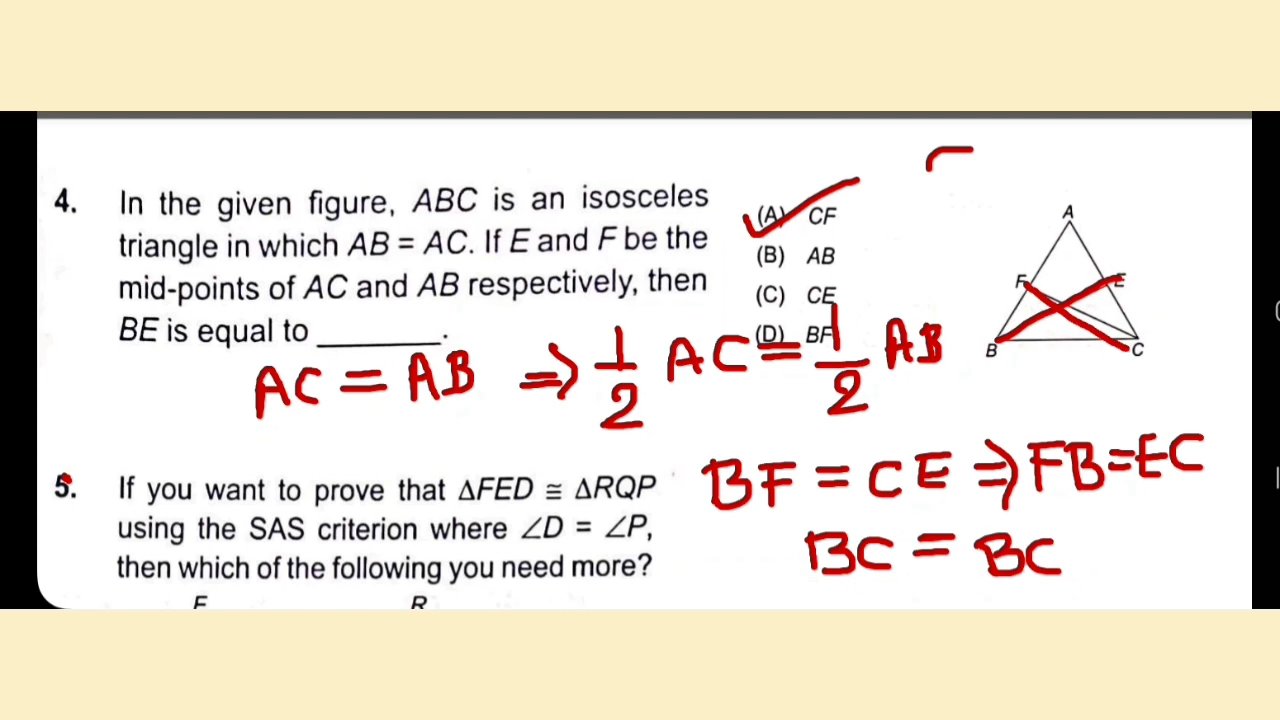 4. In the given figure, ABC is an isosceles
triangle in which AB = AC. If E and F be the
mid-points of AC and AB respectively, then
BE is equal to ________.
(A) CF
(B) AB
(C) CE
(D) BF
A
F E
B C
AC = AB ⇒ 1/2 AC = 1/2 AB
BF = CE ⇒ FB = EC
BC = BC
5. If you want to prove that ΔFED ≅ ΔRQP
using the SAS criterion where ∠D = ∠P,
then which of the following you need more?
F R